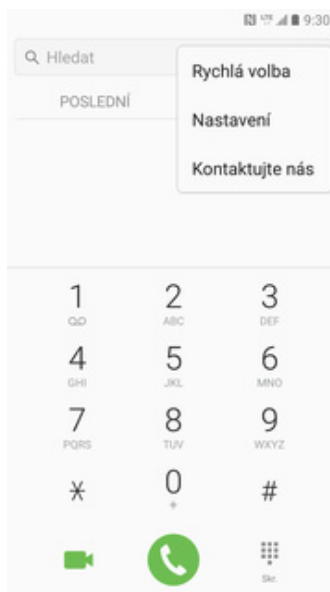 9:30
Hledat
Rychlá volba
POSLEDNÍ
Nastavení
Kontaktujte nás
1 2 3
ABC DEF
4 5 6
GHI JKL MNO
7 8 9
PQRS TUV WXYZ
* 0 #
+
Skr.